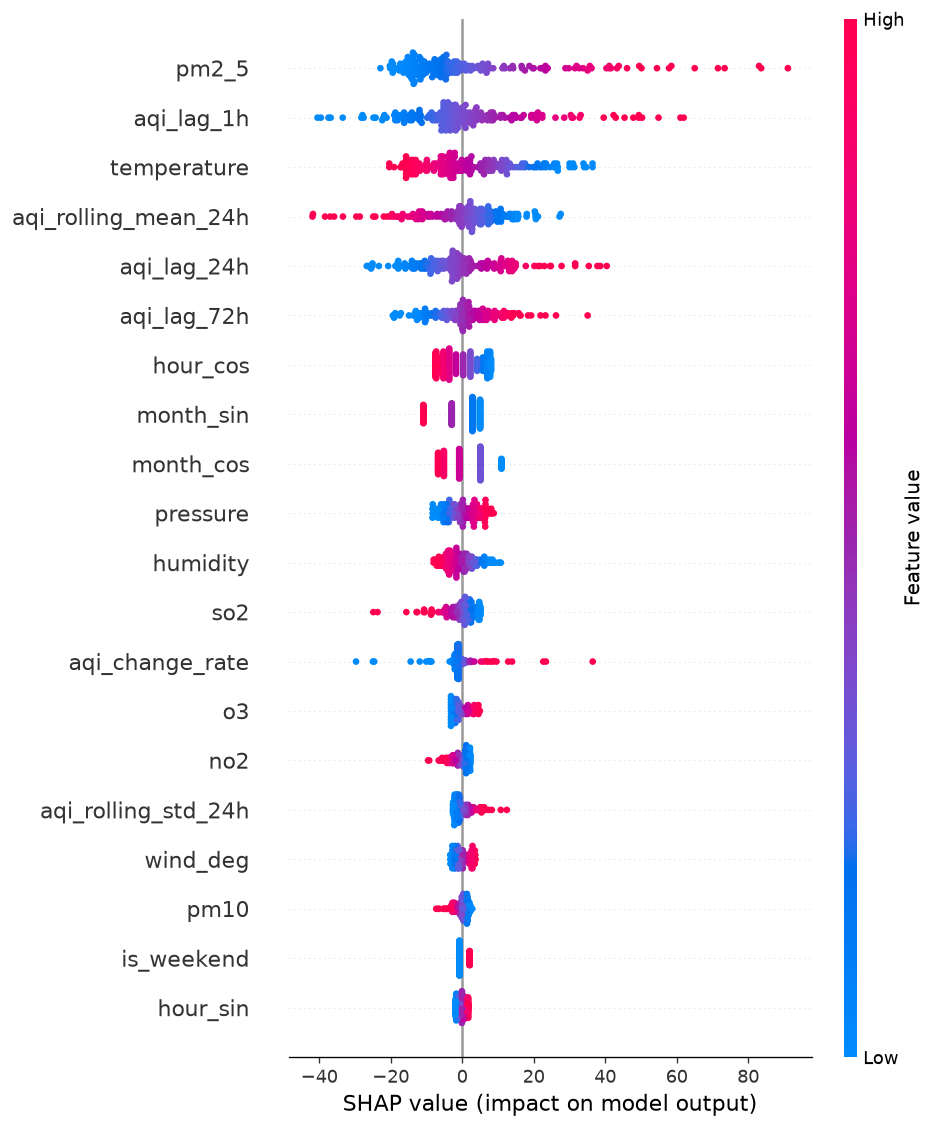 High
pm2_5
aqi_lag_1h
temperature
aqi_rolling_mean_24h
aqi_lag_24h
aqi_lag_72h
hour_cos
month_sin
month_cos
pressure
humidity
so2
aqi_change_rate
o3
no2
aqi_rolling_std_24h
wind_deg
pm10
is_weekend
hour_sin
Feature value
Low
−40 −20 0 20 40 60 80
SHAP value (impact on model output)